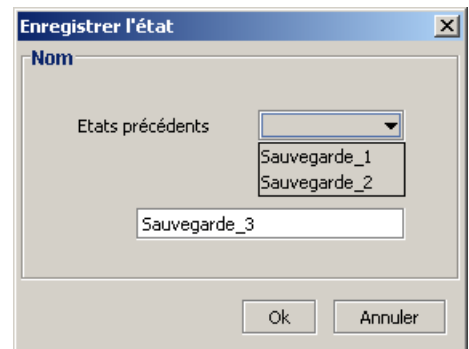 Enregistrer l'état
Nom
Etats précédents
Sauvegarde_1
Sauvegarde_2
Sauvegarde_3
Ok Annuler